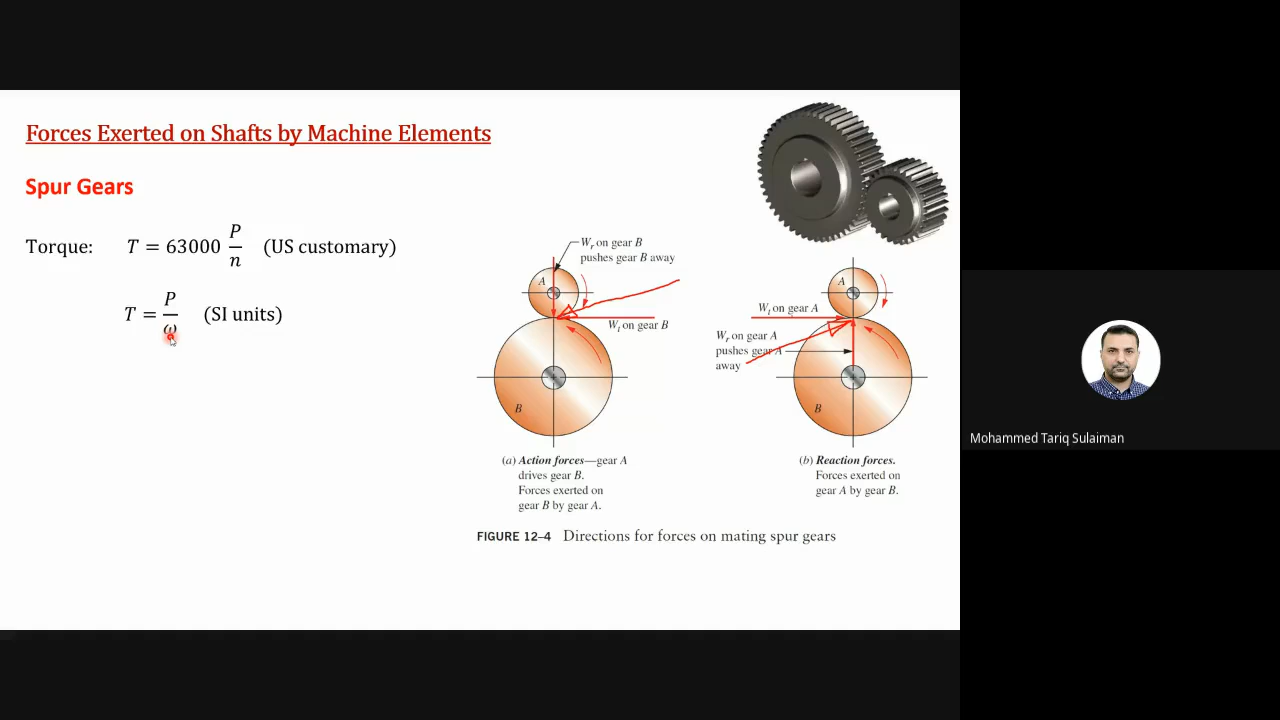 Forces Exerted on Shafts by Machine Elements
Spur Gears
Torque: T = 63000 P/n (US customary)
T = P/ω (SI units)
W_r on gear B
pushes gear B away
A
W_t on gear B
B
(a) Action forces—gear A
drives gear B.
Forces exerted on
gear B by gear A.
A
W_t on gear A
W_r on gear A
pushes gear A
away
B
(b) Reaction forces.
Forces exerted on
gear A by gear B.
FIGURE 12–4 Directions for forces on mating spur gears
Mohammed Tariq Sulaiman